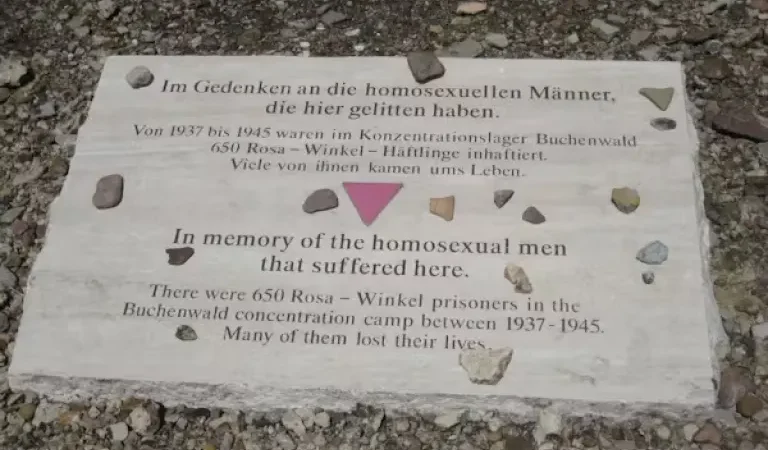 Im Gedenken an die homosexuellen Männer,
die hier gelitten haben.
Von 1937 bis 1945 waren im Konzentrationslager Buchenwald
650 Rosa – Winkel – Häftlinge inhaftiert.
Viele von ihnen kamen ums Leben.
In memory of the homosexual men
that suffered here.
There were 650 Rosa – Winkel prisoners in the
Buchenwald concentration camp between 1937 - 1945.
Many of them lost their lives.